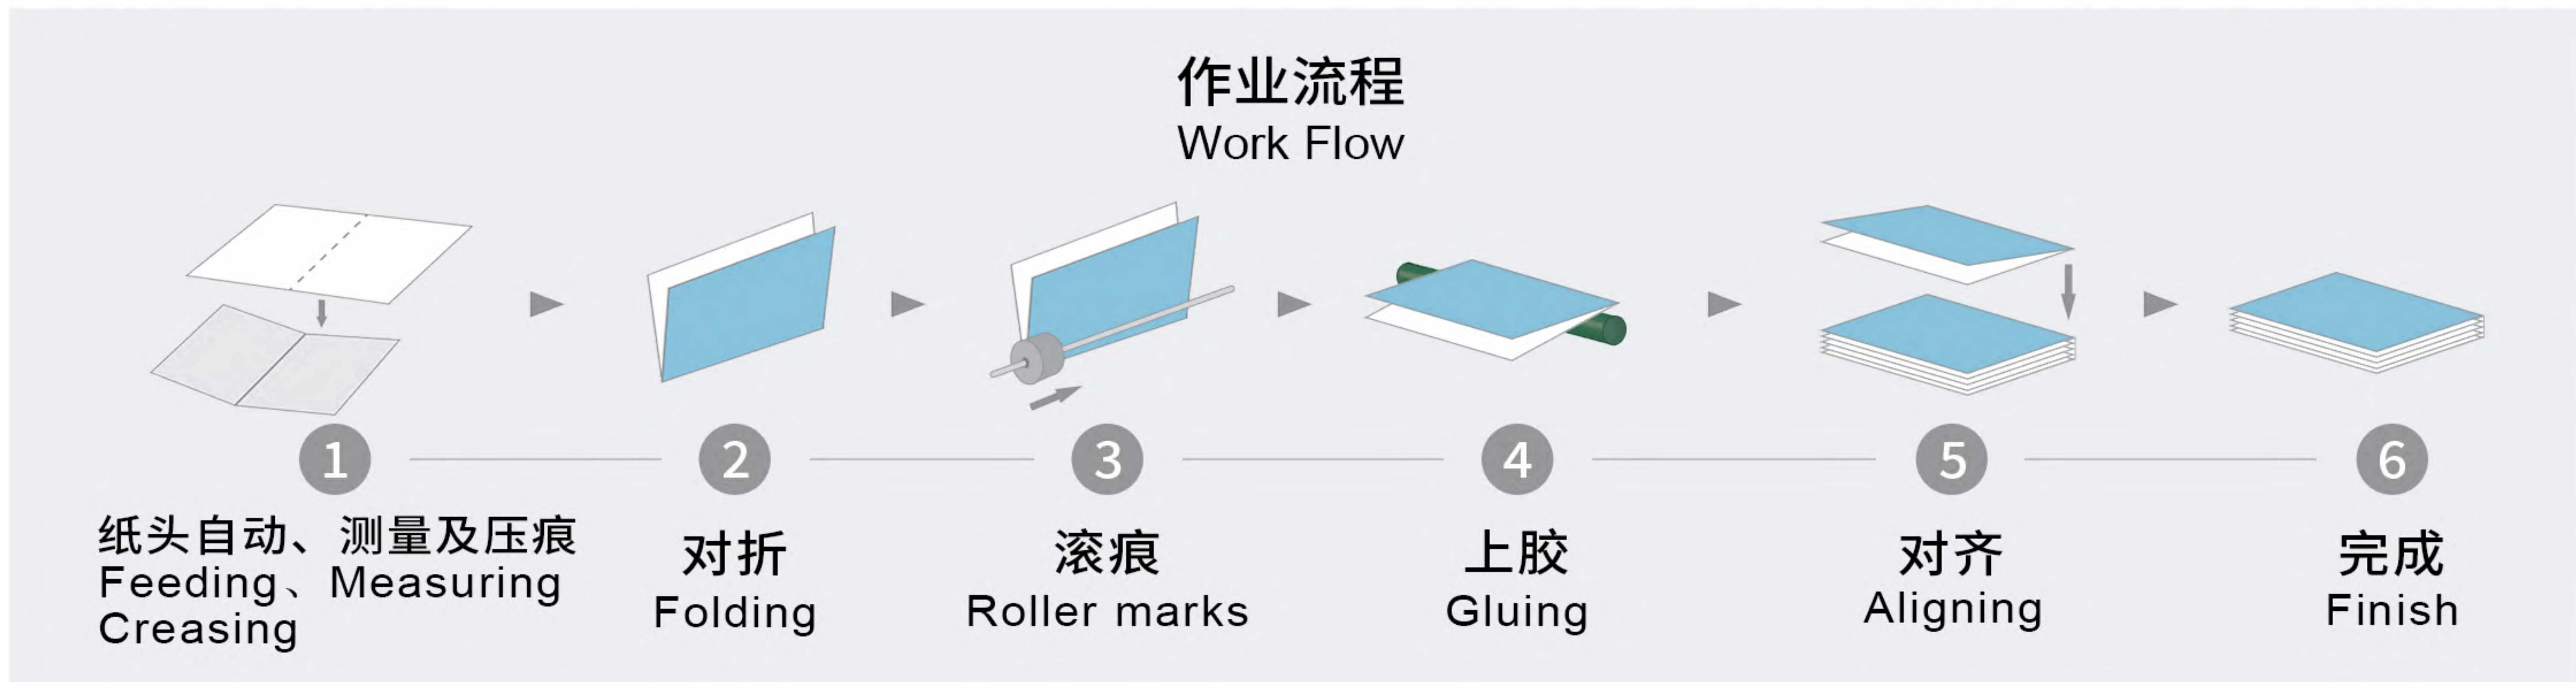 作业流程
Work Flow
1
2
3
4
5
6
纸头自动、测量及压痕
Feeding、Measuring
Creasing
对折
Folding
滚痕
Roller marks
上胶
Gluing
对齐
Aligning
完成
Finish